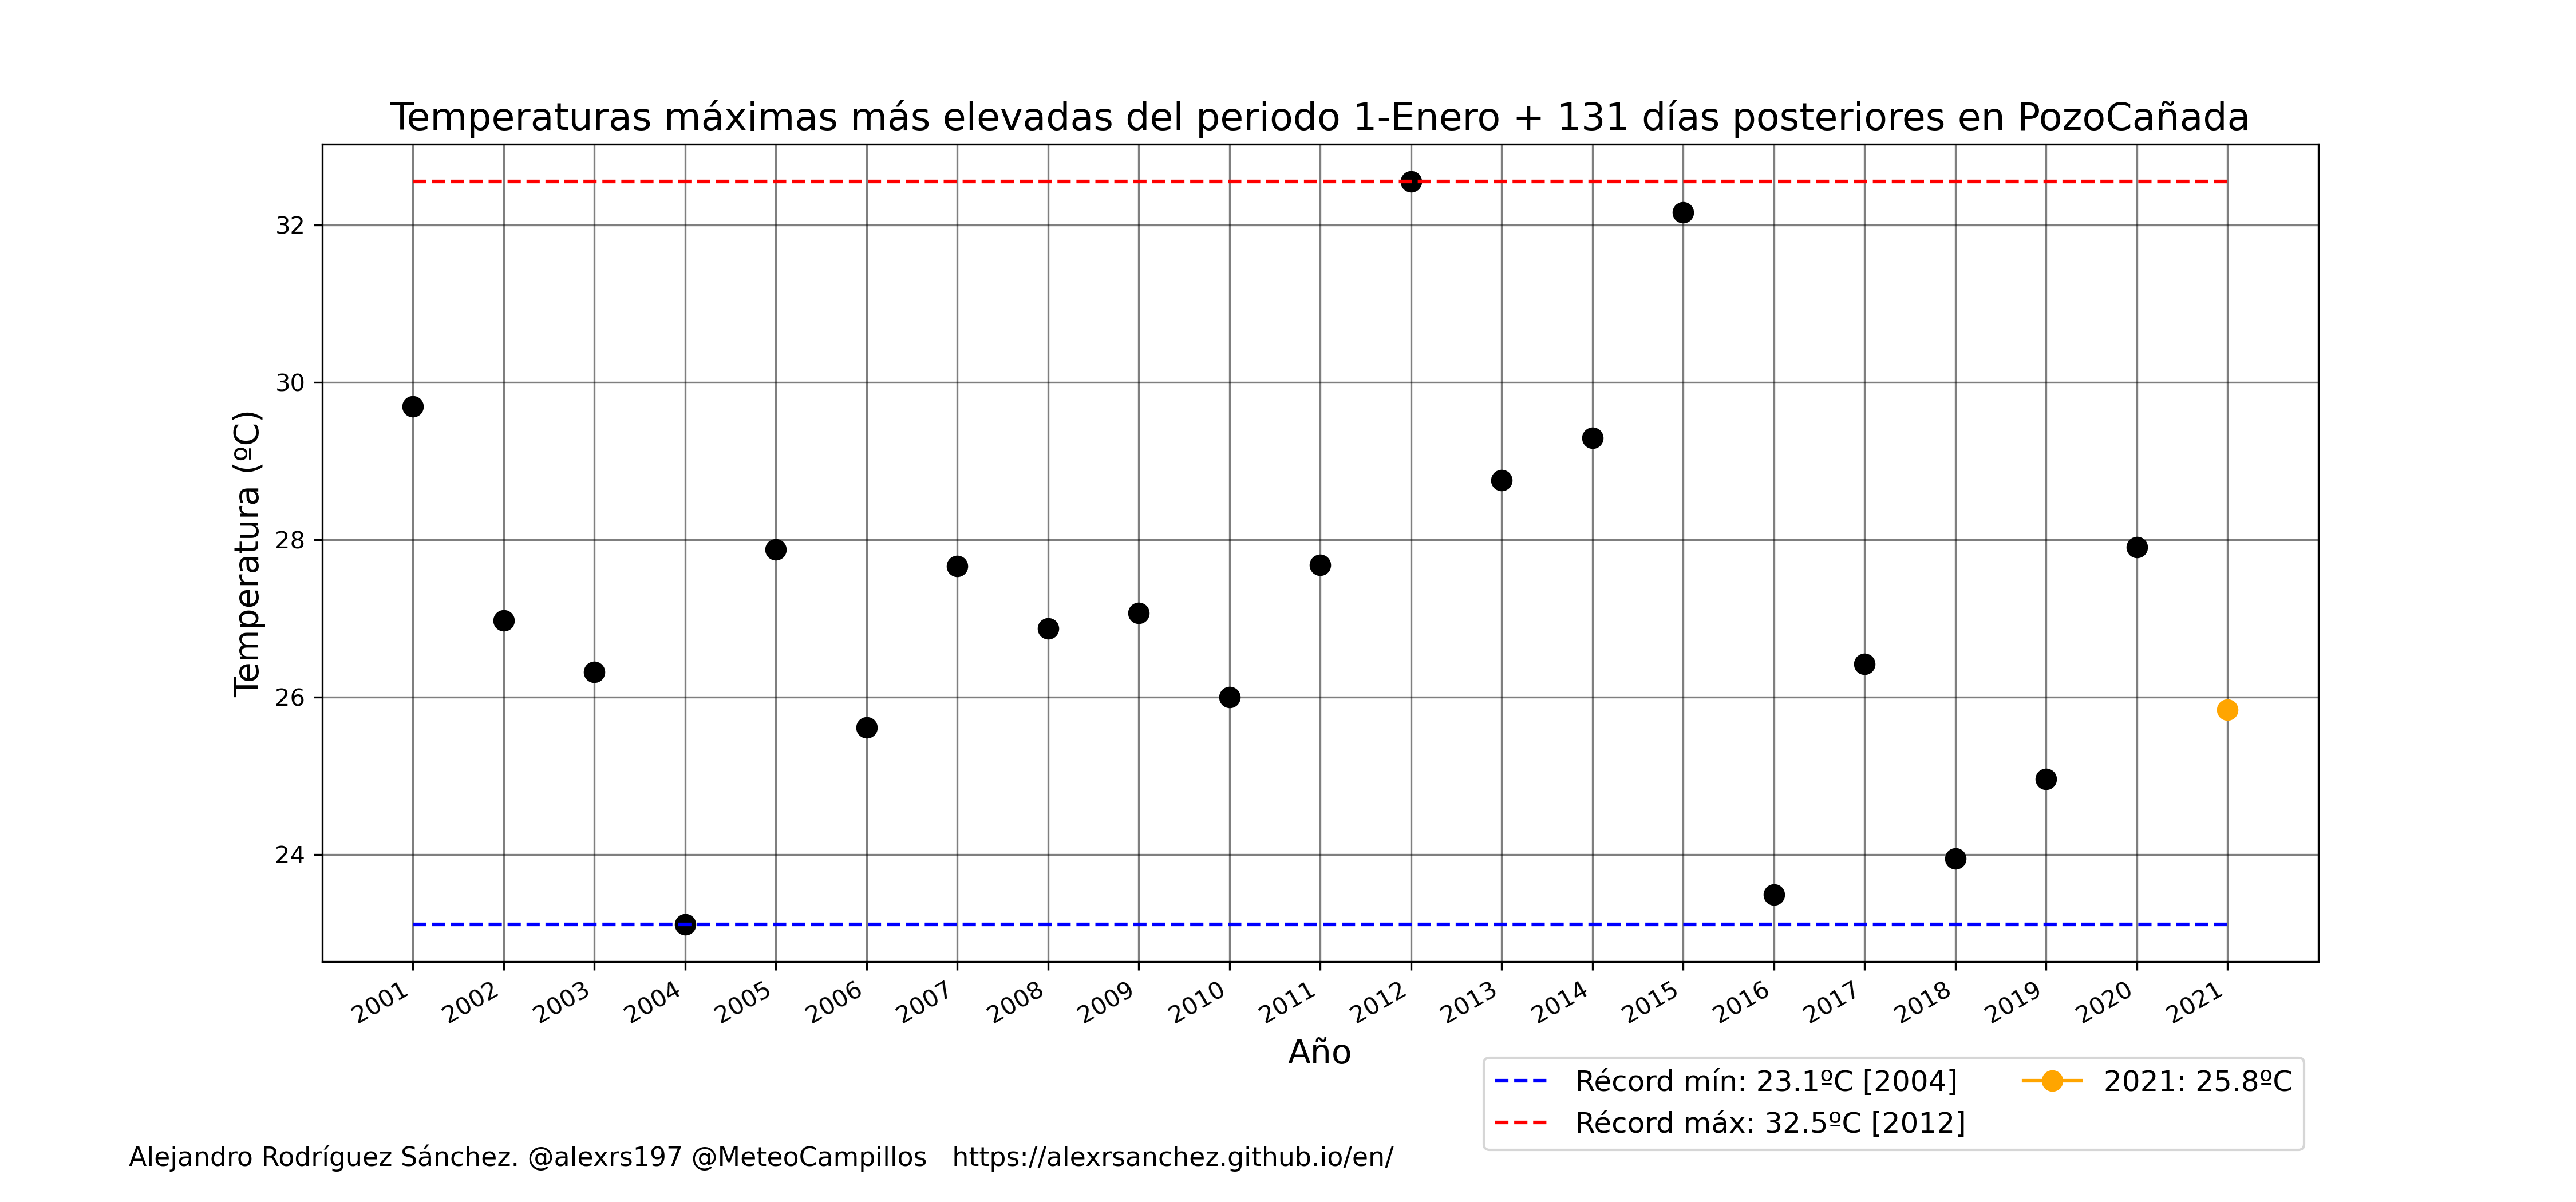 Temperaturas máximas más elevadas del periodo 1-Enero + 131 días posteriores en PozoCañada
Temperatura (ºC)
32
30
28
26
24
2001 2002 2003 2004 2005 2006 2007 2008 2009 2010 2011 2012 2013 2014 2015 2016 2017 2018 2019 2020 2021
Año
Récord mín: 23.1ºC [2004] 2021: 25.8ºC
Récord máx: 32.5ºC [2012]
Alejandro Rodríguez Sánchez. @alexrs197 @MeteoCampillos https://alexrsanchez.github.io/en/